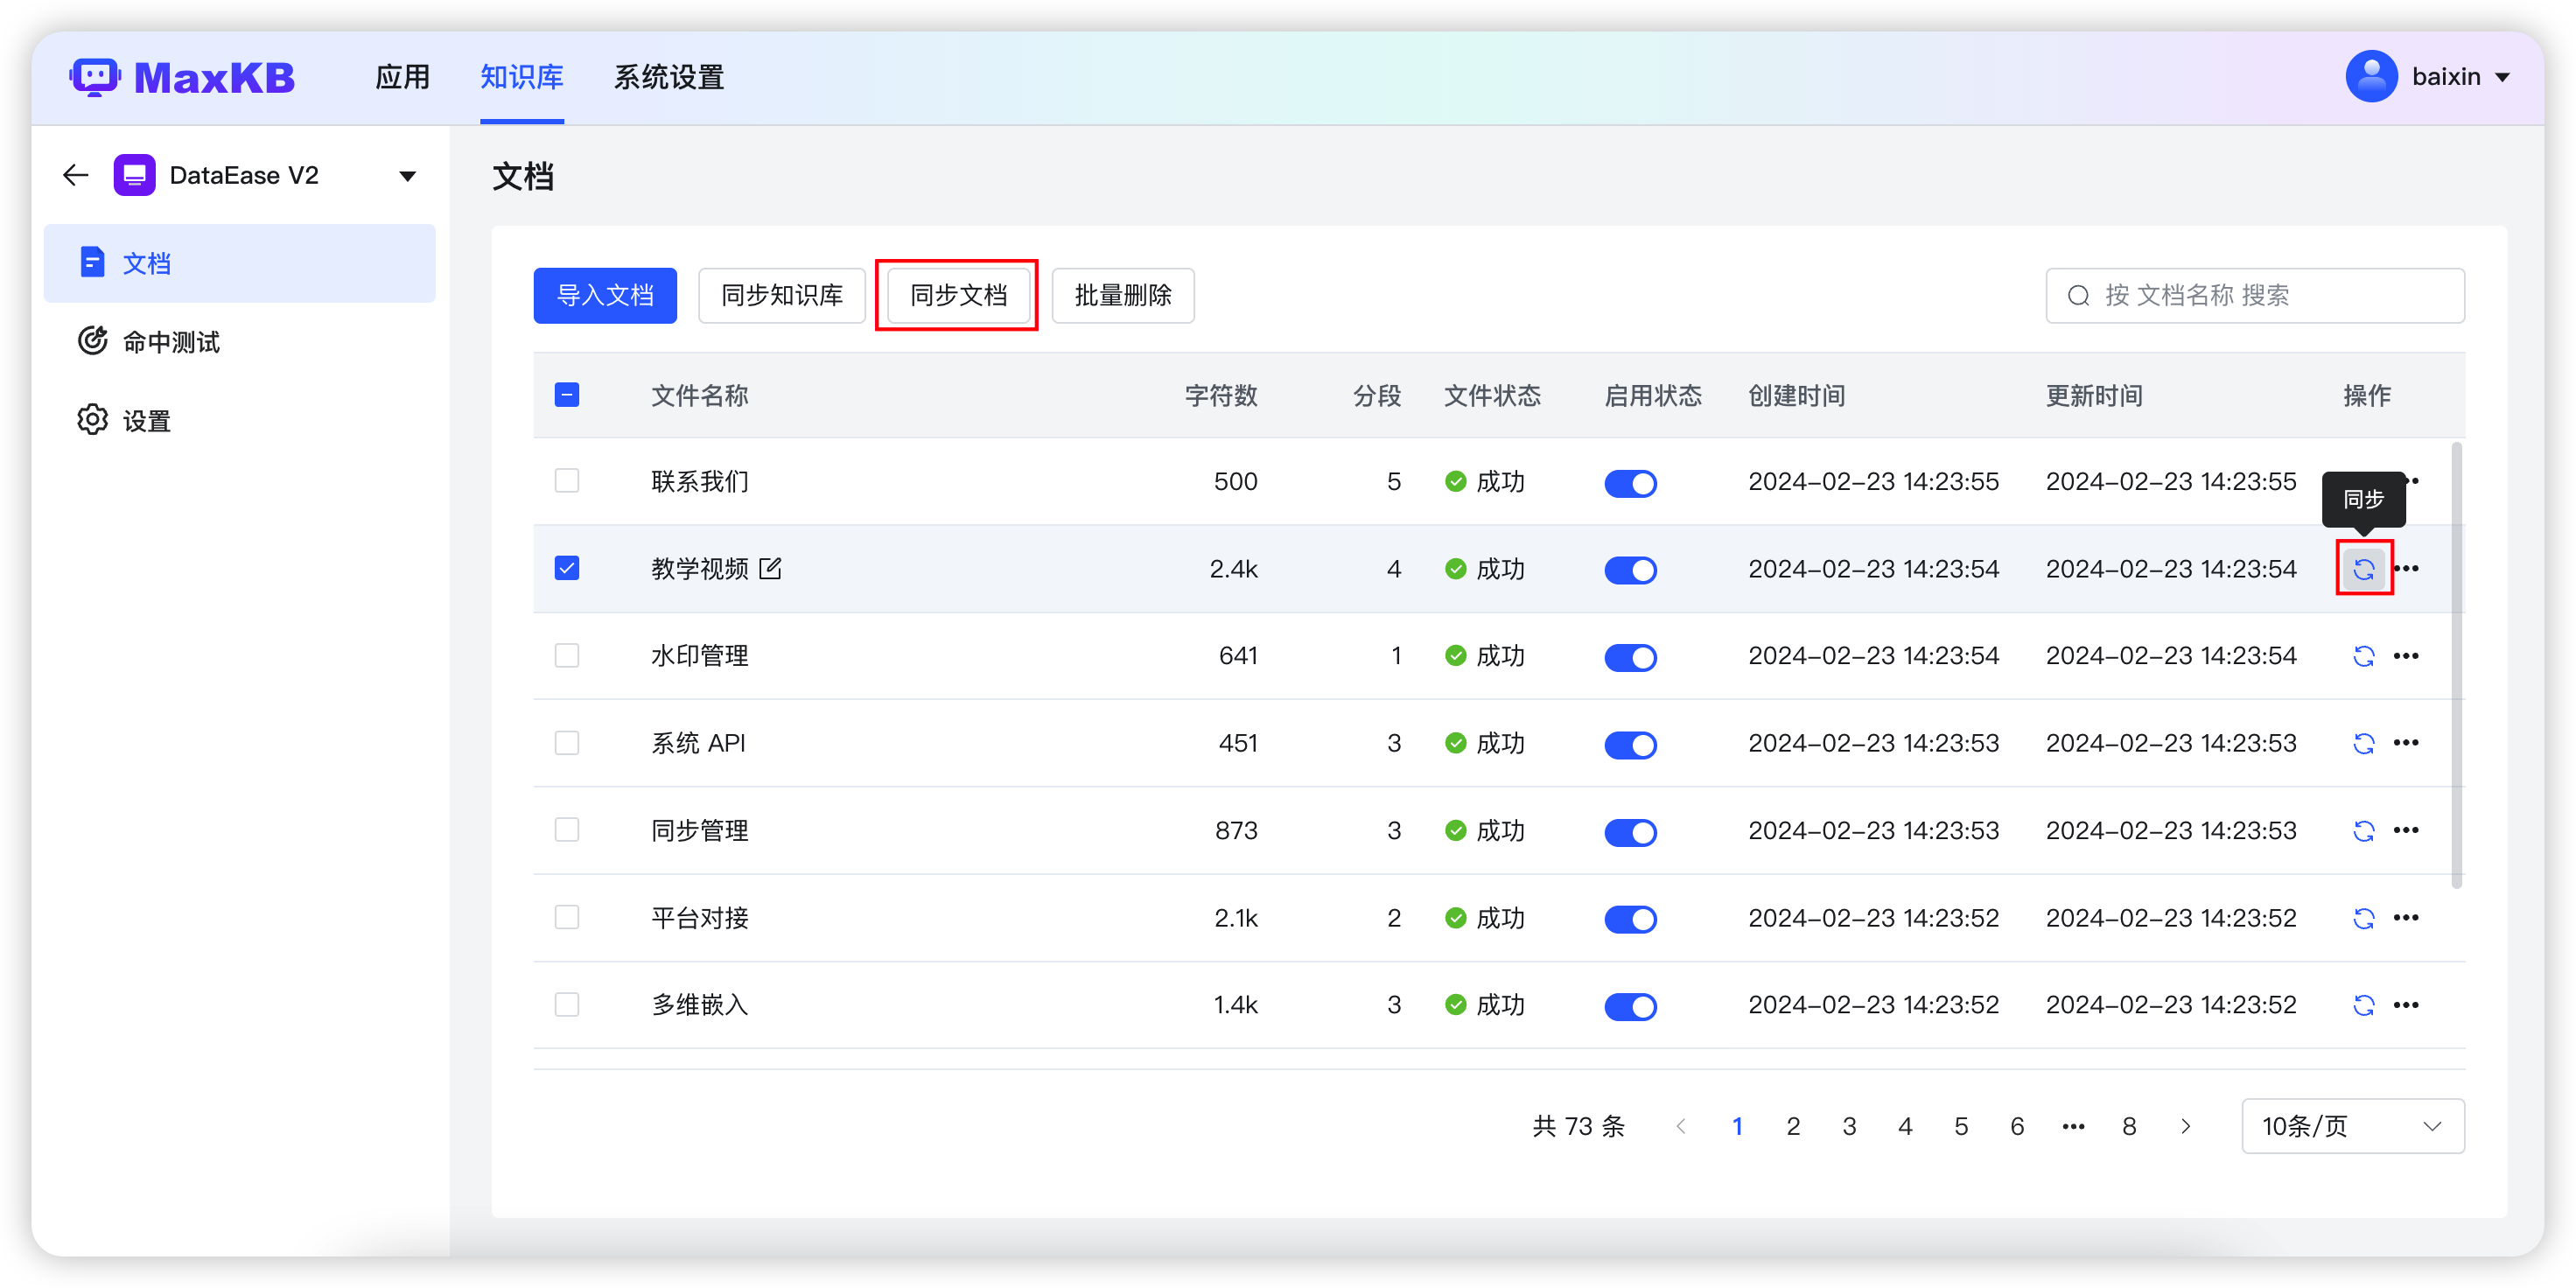 MaxKB 应用 知识库 系统设置 baixin
DataEase V2
文档
命中测试
设置
文档
导入文档 同步知识库 同步文档 批量删除 按 文档名称 搜索
文件名称 字符数 分段 文件状态 启用状态 创建时间 更新时间 操作
联系我们 500 5 成功 2024-02-23 14:23:55 2024-02-23 14:23:55
同步
教学视频 2.4k 4 成功 2024-02-23 14:23:54 2024-02-23 14:23:54
水印管理 641 1 成功 2024-02-23 14:23:54 2024-02-23 14:23:54
系统 API 451 3 成功 2024-02-23 14:23:53 2024-02-23 14:23:53
同步管理 873 3 成功 2024-02-23 14:23:53 2024-02-23 14:23:53
平台对接 2.1k 2 成功 2024-02-23 14:23:52 2024-02-23 14:23:52
多维嵌入 1.4k 3 成功 2024-02-23 14:23:52 2024-02-23 14:23:52
共 73 条 1 2 3 4 5 6 ••• 8 10条/页